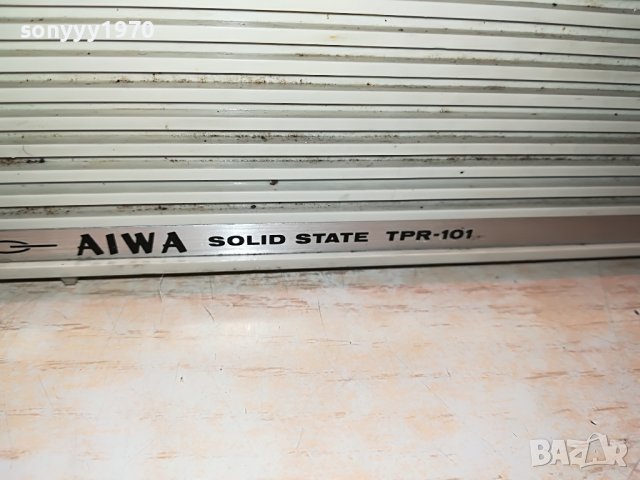 sonyyy1970
AIWA SOLID STATE TPR-101
BAZAR